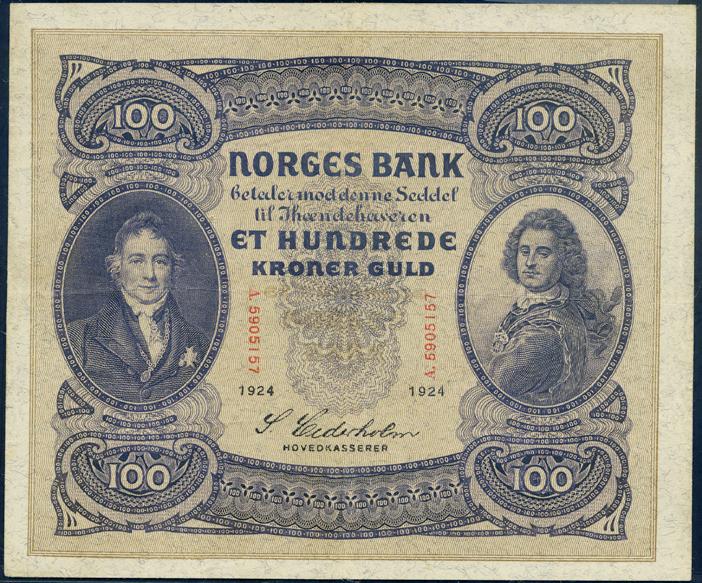 100 100
NORGES BANK
betaler mod denne Seddel
til Ihændehaveren
ET HUNDREDE
KRONER GULD
A. 5905157
A. 5905157
1924 1924
S Cederholm
HOVEDKASSERER
100 100